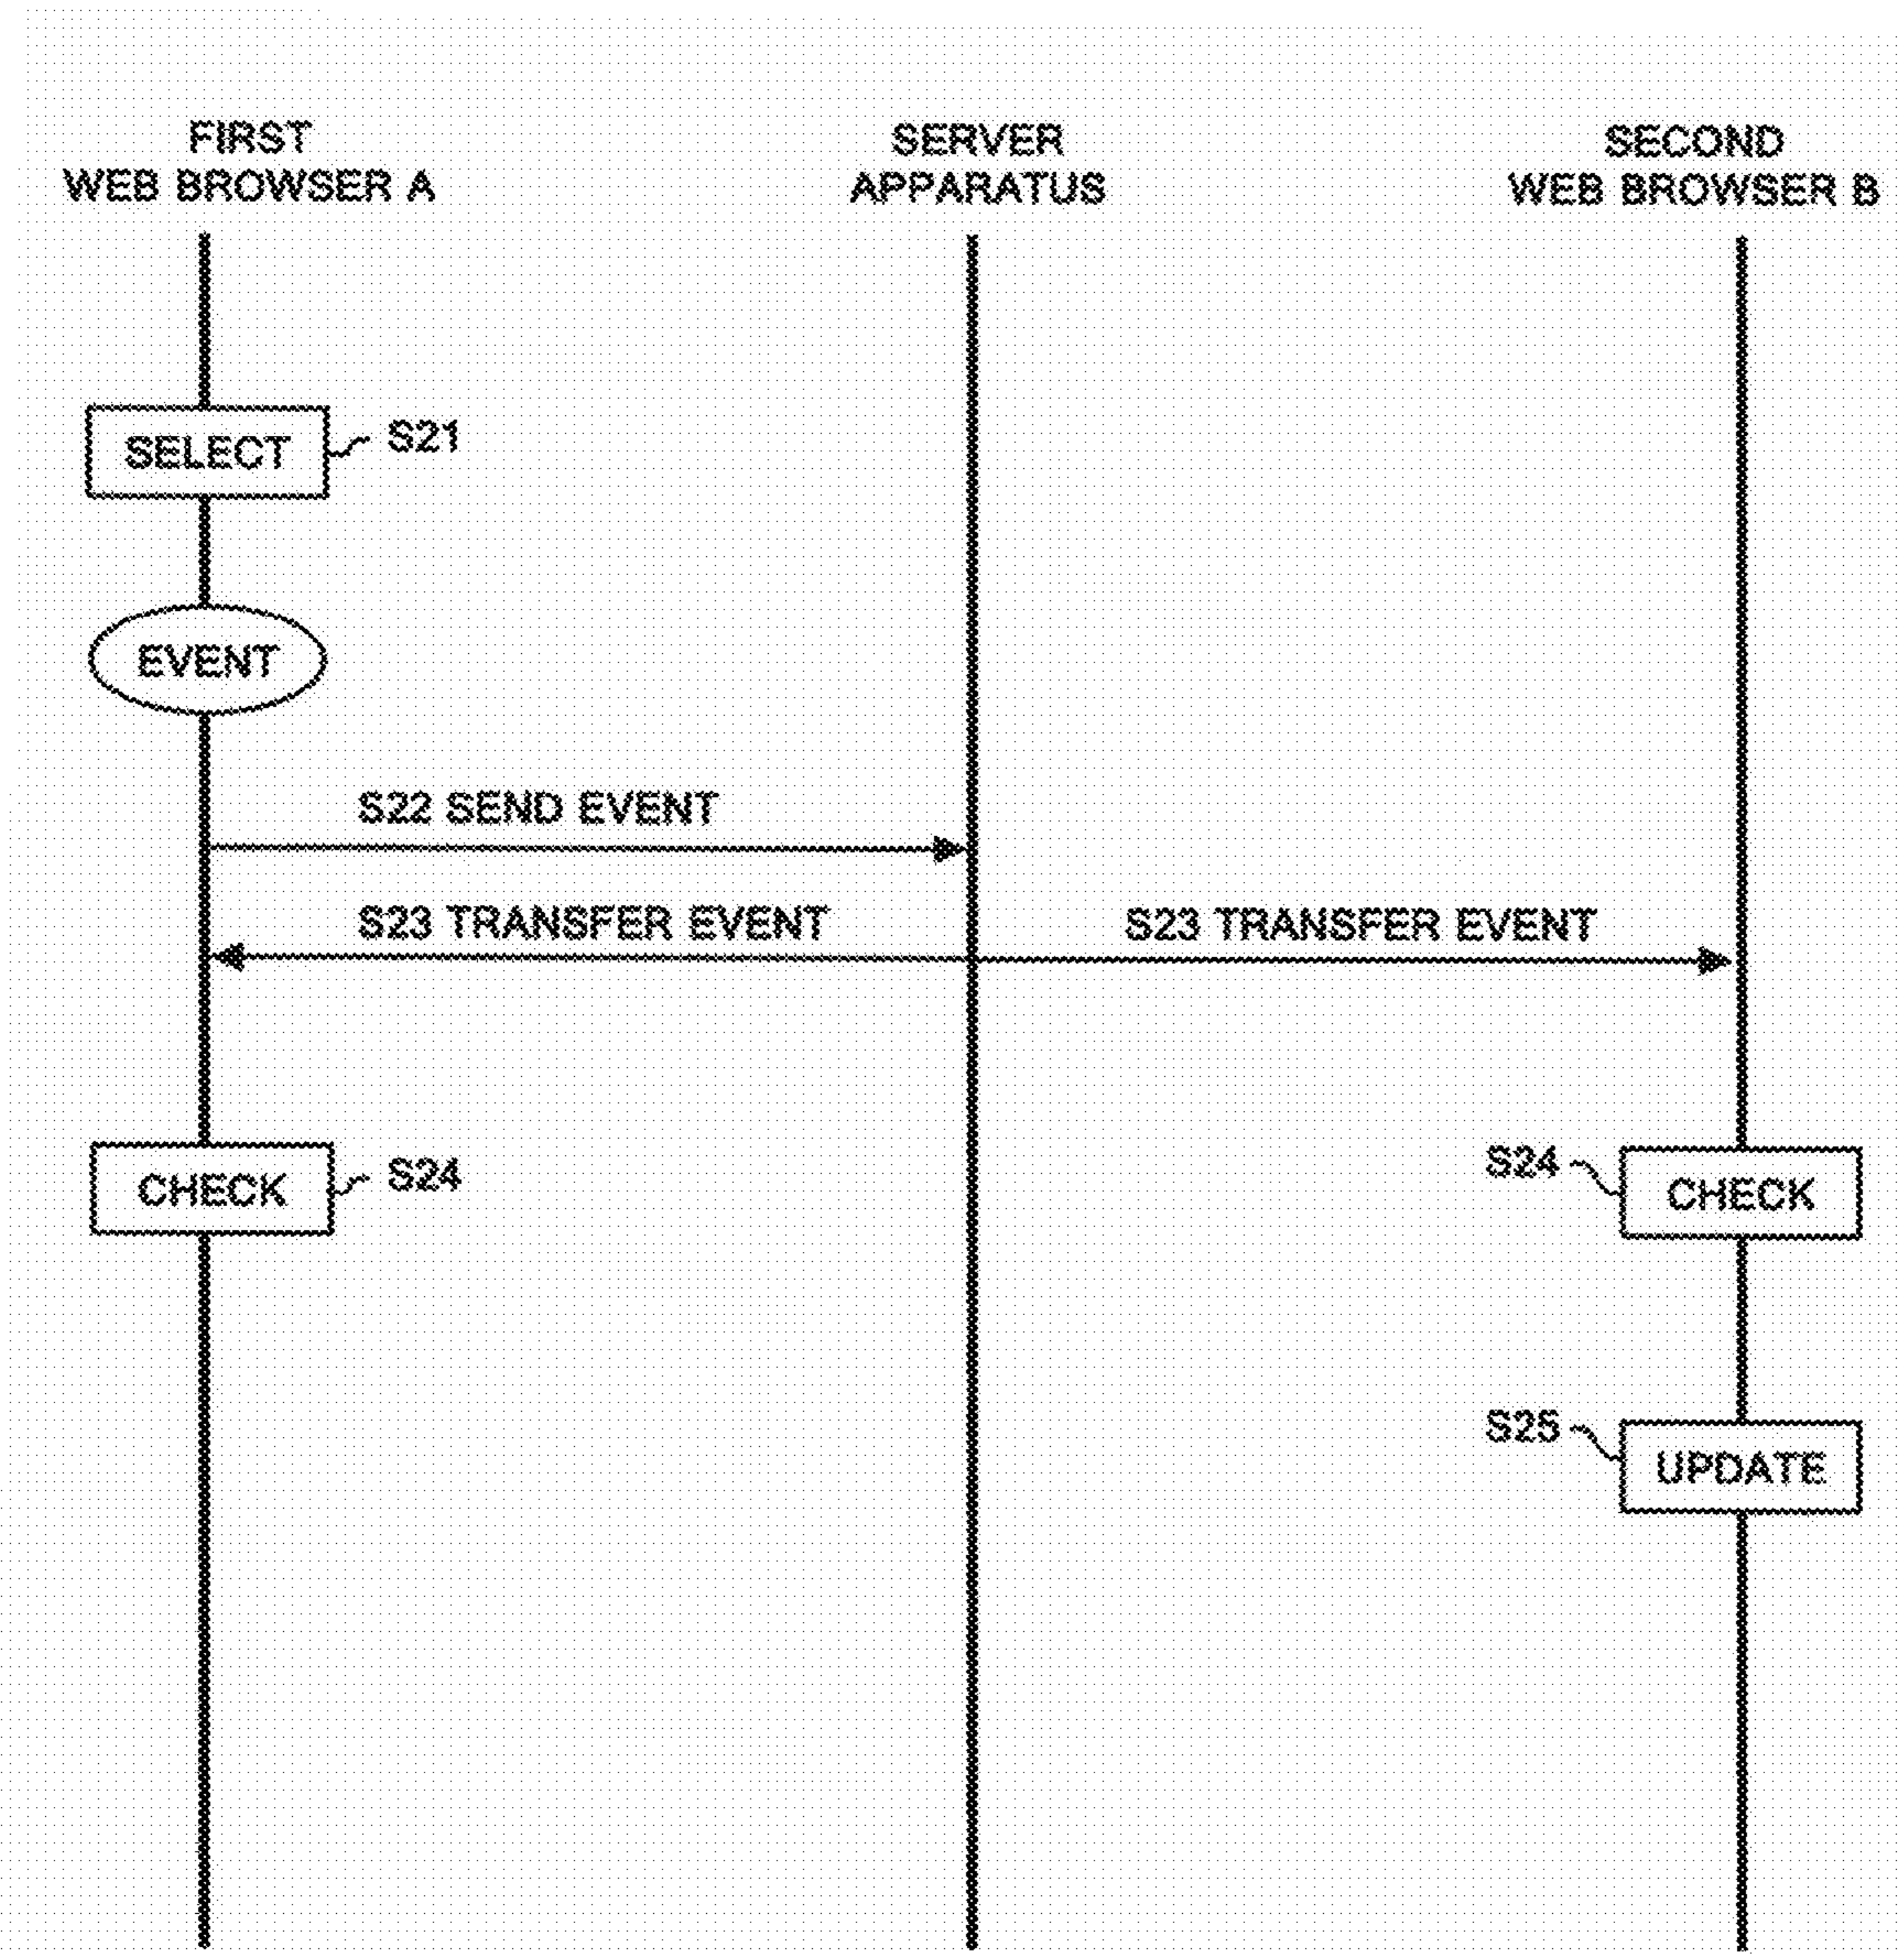 FIRST
WEB BROWSER A
SERVER
APPARATUS
SECOND
WEB BROWSER B
SELECT
S21
EVENT
S22 SEND EVENT
S23 TRANSFER EVENT
S23 TRANSFER EVENT
CHECK
S24
S24
CHECK
S25
UPDATE